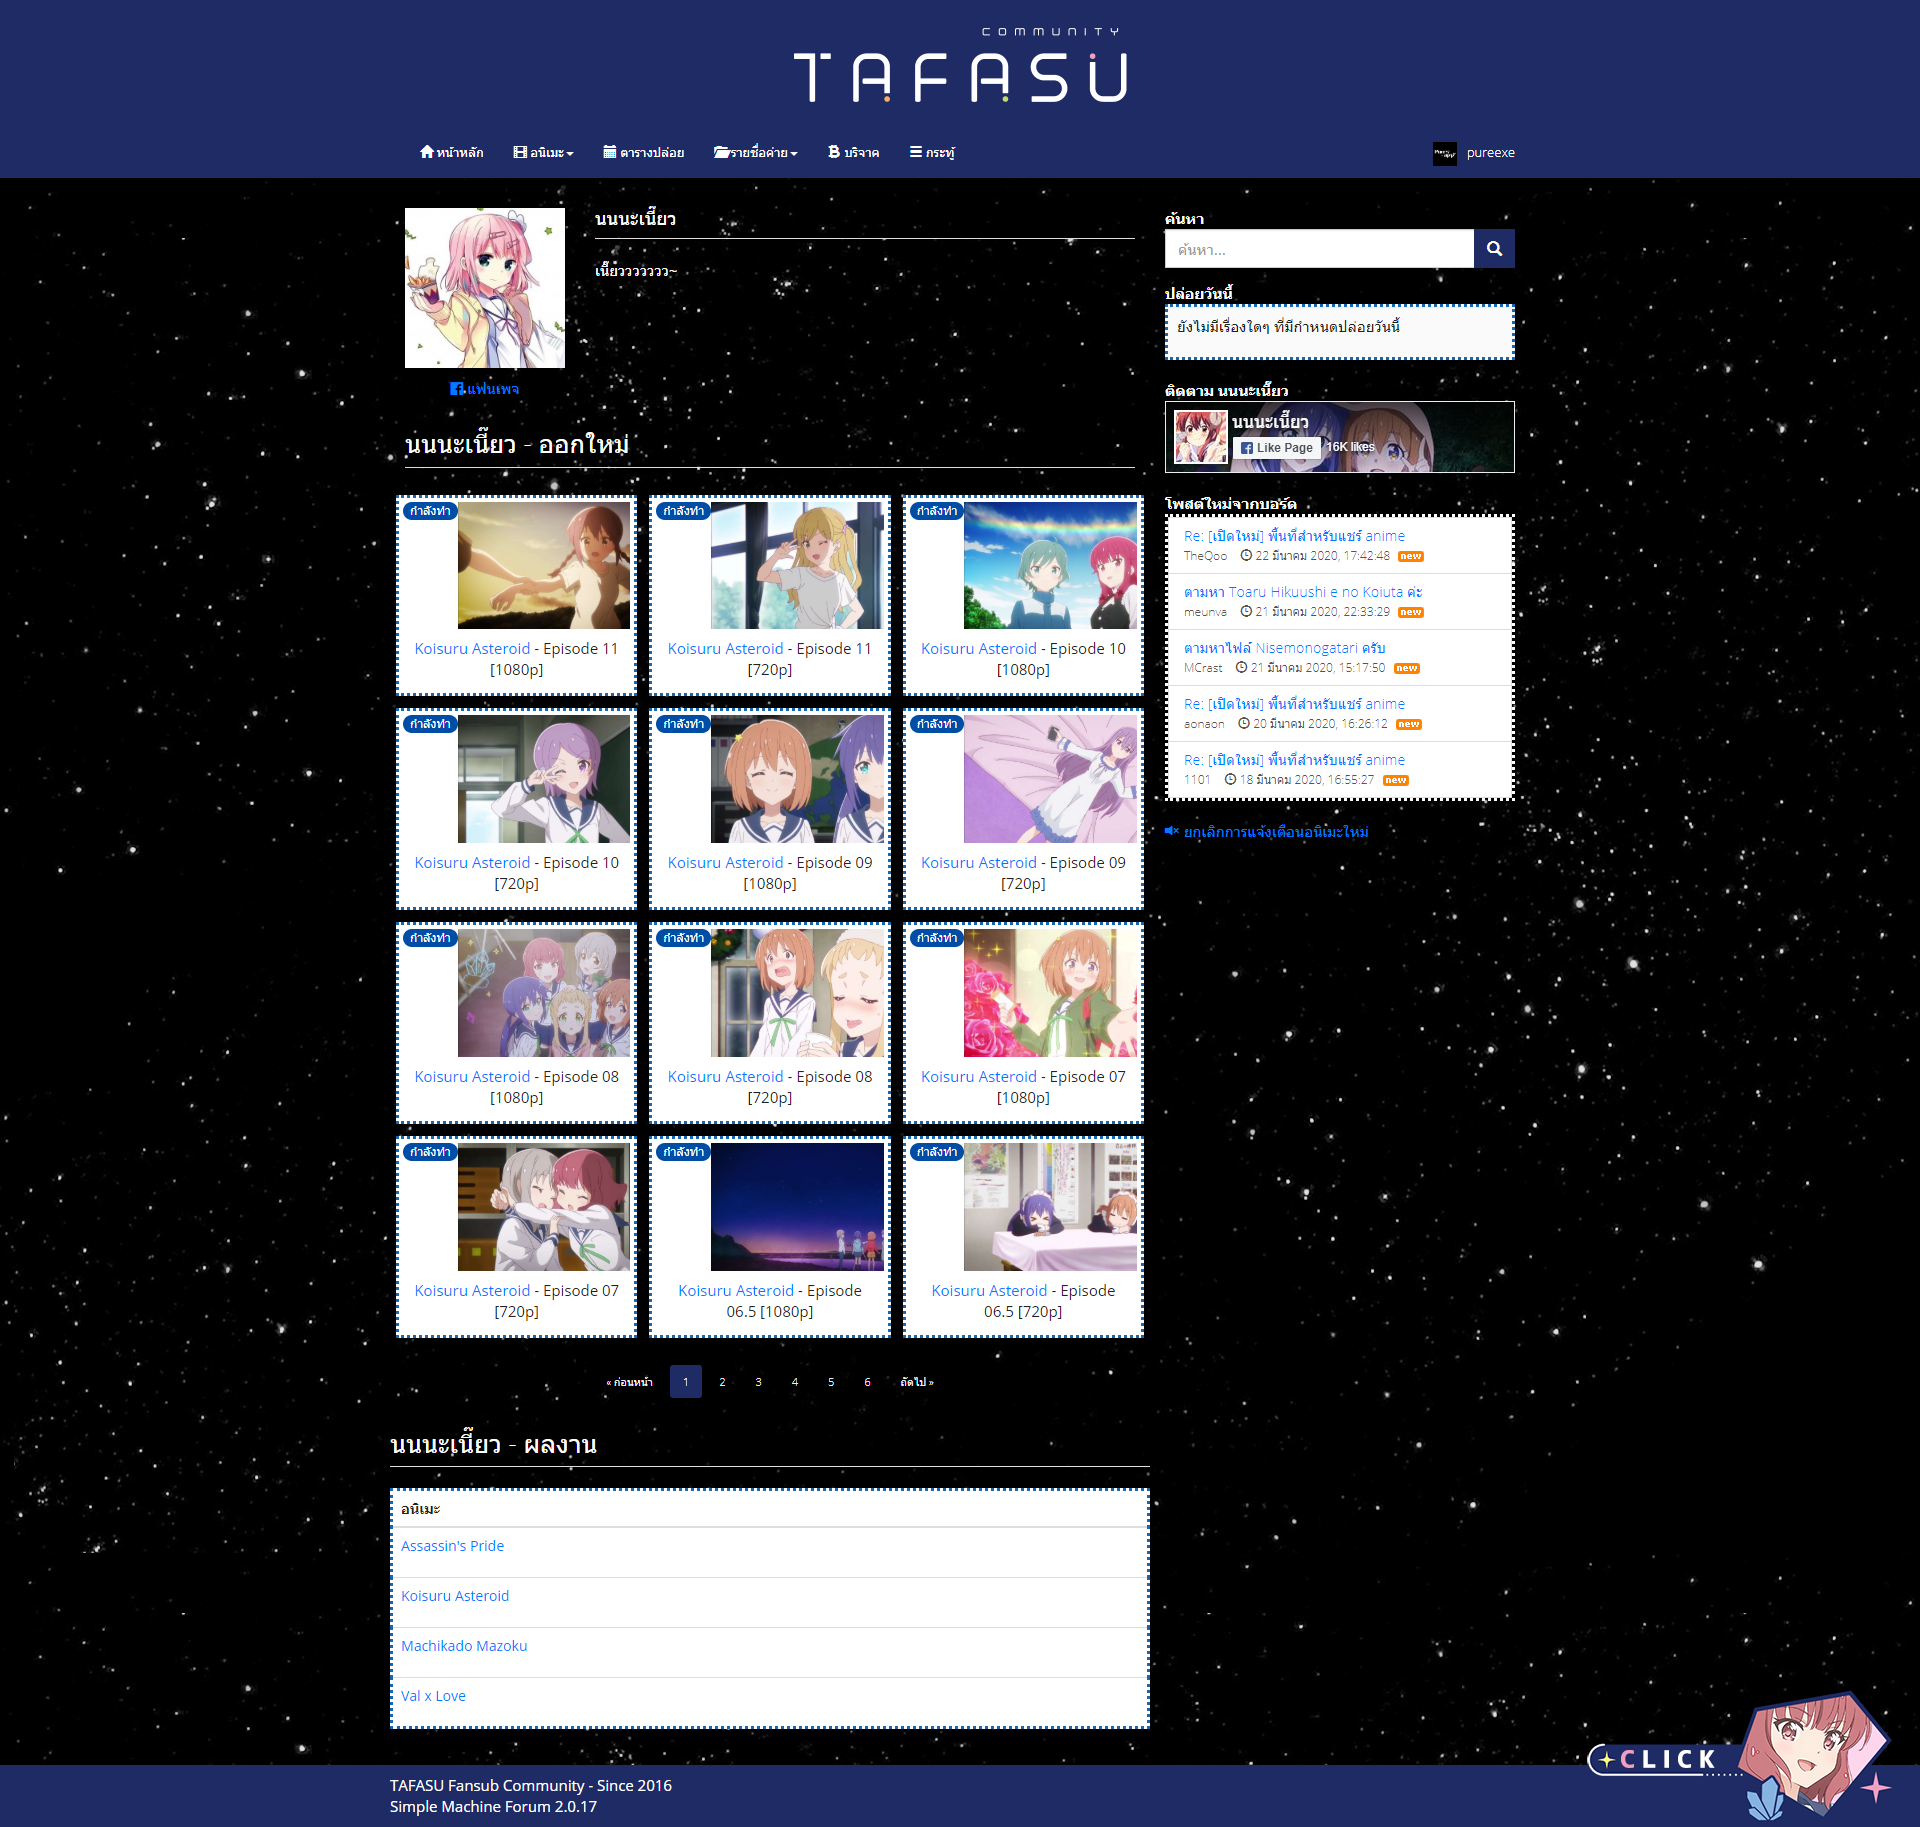 COMMUNITY
TAFASU
หน้าหลัก
อนิเมะ
ตารางปล่อย
รายชื่อค่าย
บริจาค
กระทู้
pureexe
นนนะเนี๊ยว
เนี๊ยววววววว~
แฟนเพจ
นนนะเนี๊ยว - ออกใหม่
กำลังทำ
Koisuru Asteroid - Episode 11
[1080p]
กำลังทำ
Koisuru Asteroid - Episode 11
[720p]
กำลังทำ
Koisuru Asteroid - Episode 10
[1080p]
กำลังทำ
Koisuru Asteroid - Episode 10
[720p]
กำลังทำ
Koisuru Asteroid - Episode 09
[1080p]
กำลังทำ
Koisuru Asteroid - Episode 09
[720p]
กำลังทำ
Koisuru Asteroid - Episode 08
[1080p]
กำลังทำ
Koisuru Asteroid - Episode 08
[720p]
กำลังทำ
Koisuru Asteroid - Episode 07
[1080p]
กำลังทำ
Koisuru Asteroid - Episode 07
[720p]
กำลังทำ
Koisuru Asteroid - Episode
06.5 [1080p]
กำลังทำ
Koisuru Asteroid - Episode
06.5 [720p]
« ก่อนหน้า 1 2 3 4 5 6 ถัดไป »
นนนะเนี๊ยว - ผลงาน
อนิเมะ
Assassin's Pride
Koisuru Asteroid
Machikado Mazoku
Val x Love
ค้นหา
ค้นหา...
ปล่อยวันนี้
ยังไม่มีเรื่องใดๆ ที่มีกำหนดปล่อยวันนี้
ติดตาม นนนะเนี๊ยว
นนนะเนี๊ยว
Like Page 16K likes
โพสต์ใหม่จากบอร์ด
Re: [เปิดใหม่] พื้นที่สำหรับแชร์ anime
TheQoo 22 มีนาคม 2020, 17:42:48 new
ตามหา Toaru Hikuushi e no Koiuta ค่ะ
meunva 21 มีนาคม 2020, 22:33:29 new
ตามหาไฟล์ Nisemonogatari ครับ
MCrast 21 มีนาคม 2020, 15:17:50 new
Re: [เปิดใหม่] พื้นที่สำหรับแชร์ anime
aonaon 20 มีนาคม 2020, 16:26:12 new
Re: [เปิดใหม่] พื้นที่สำหรับแชร์ anime
1101 18 มีนาคม 2020, 16:55:27 new
ยกเลิกการแจ้งเตือนอนิเมะใหม่
CLICK
TAFASU Fansub Community - Since 2016
Simple Machine Forum 2.0.17